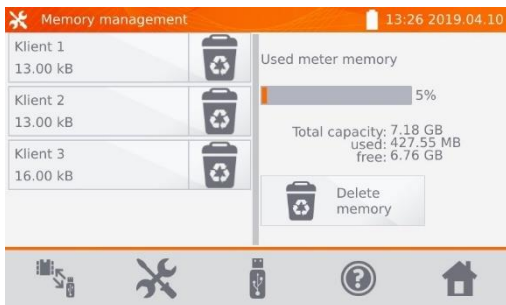 Memory management
13:26 2019.04.10
Klient 1
13.00 kB
Klient 2
13.00 kB
Klient 3
16.00 kB
Used meter memory
5%
Total capacity: 7.18 GB
used: 427.55 MB
free: 6.76 GB
Delete
memory